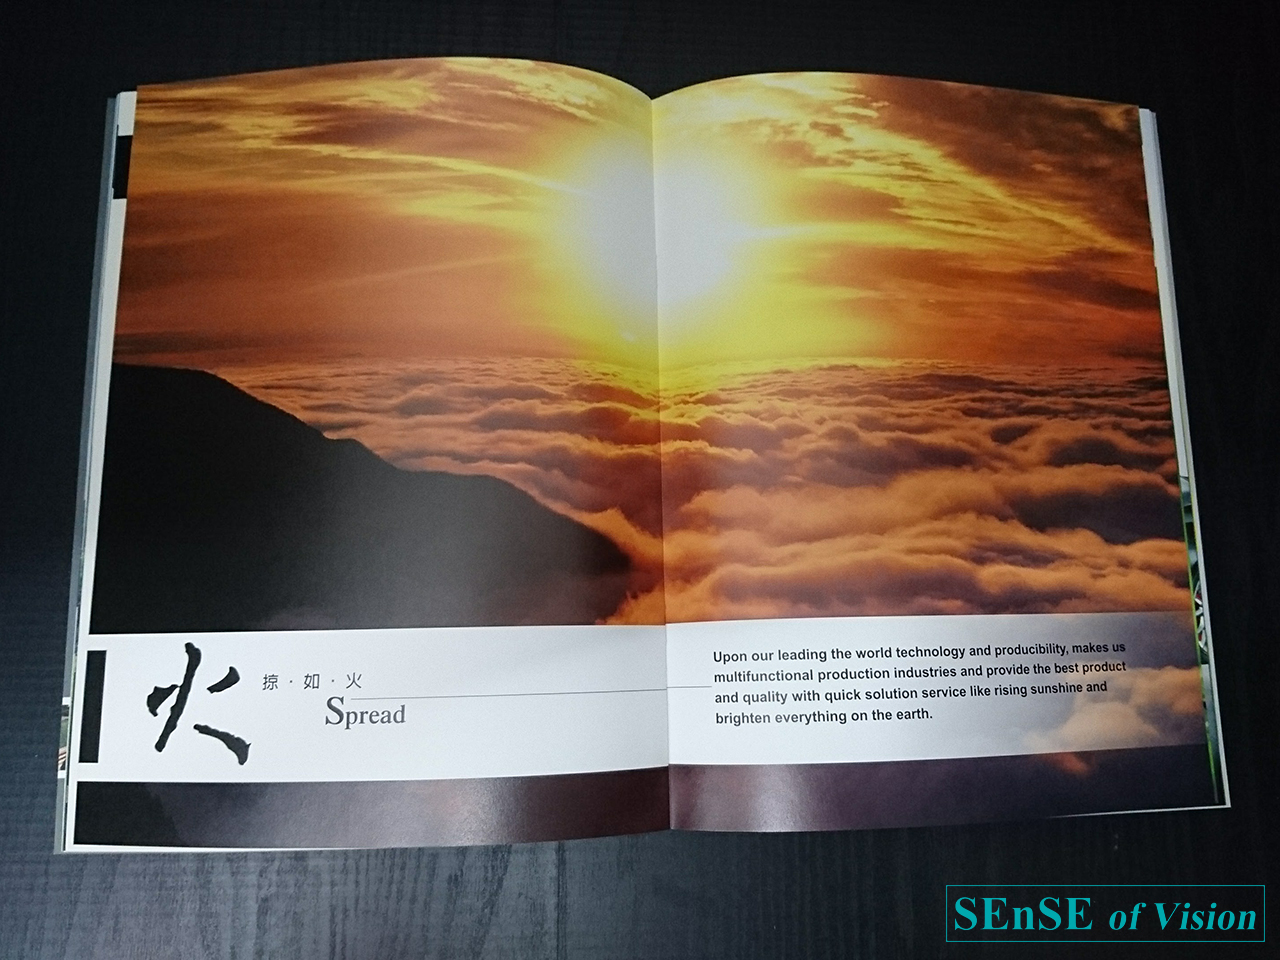 火
掠·如·火
Spread
Upon our leading the world technology and producibility, makes us
multifunctional production industries and provide the best product
and quality with quick solution service like rising sunshine and
brighten everything on the earth.
SEnSE of Vision